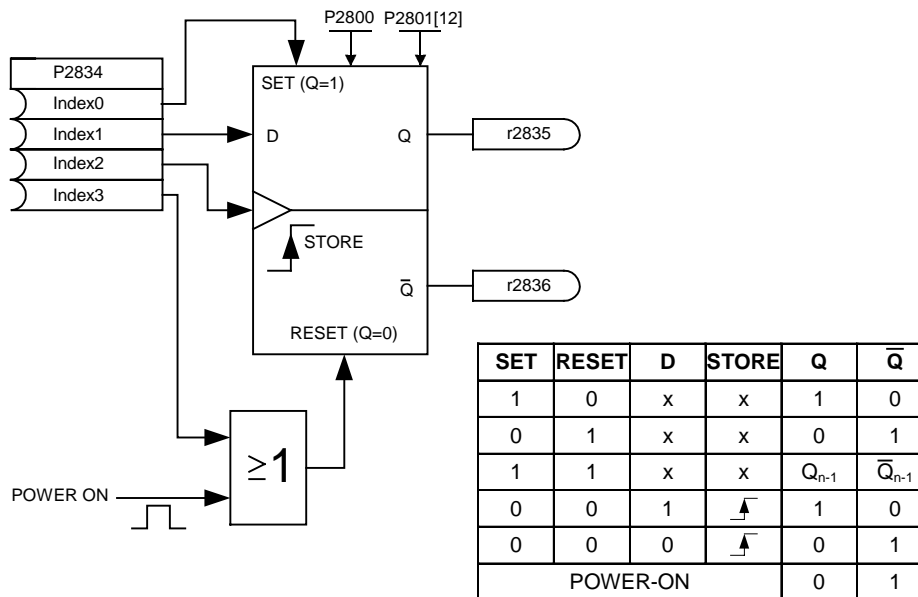 P2800 P2801[12]
P2834
Index0
Index1
Index2
Index3
SET (Q=1)
D Q
STORE
Q̅
RESET (Q=0)
r2835
r2836
≥1
POWER ON
SET RESET D STORE Q Q̅
1 0 x x 1 0
0 1 x x 0 1
1 1 x x Qn-1 Q̅n-1
0 0 1 1 0
0 0 0 0 1
POWER-ON 0 1